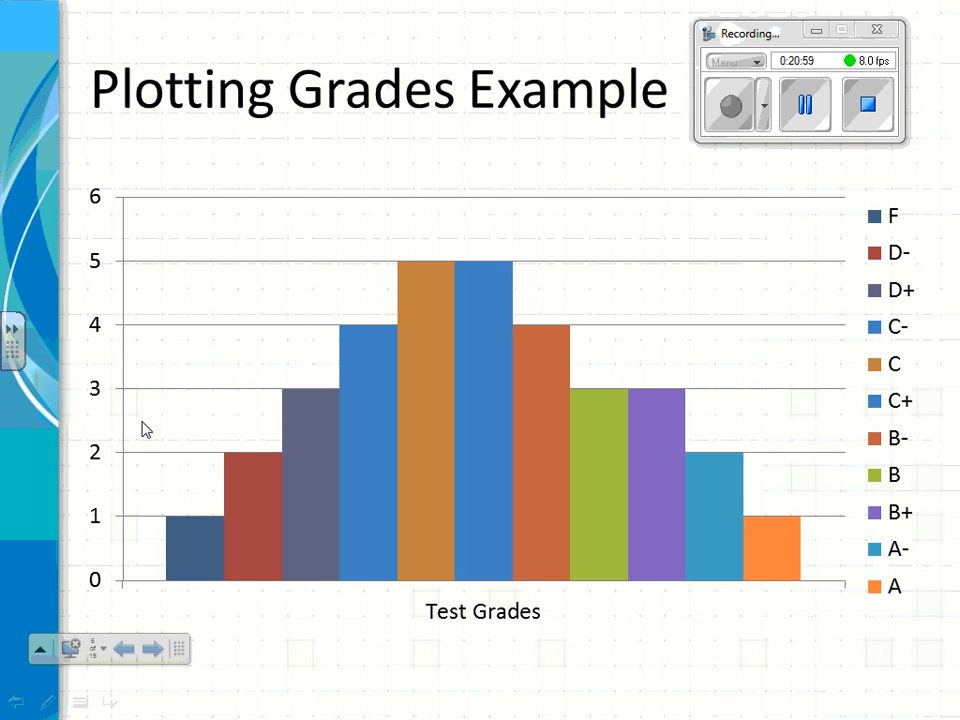 Recording...
Menu
0:20:59
8.0 fps
Plotting Grades Example
6
5
4
3
2
1
0
Test Grades
F
D-
D+
C-
C
C+
B-
B
B+
A-
A
6
of
15